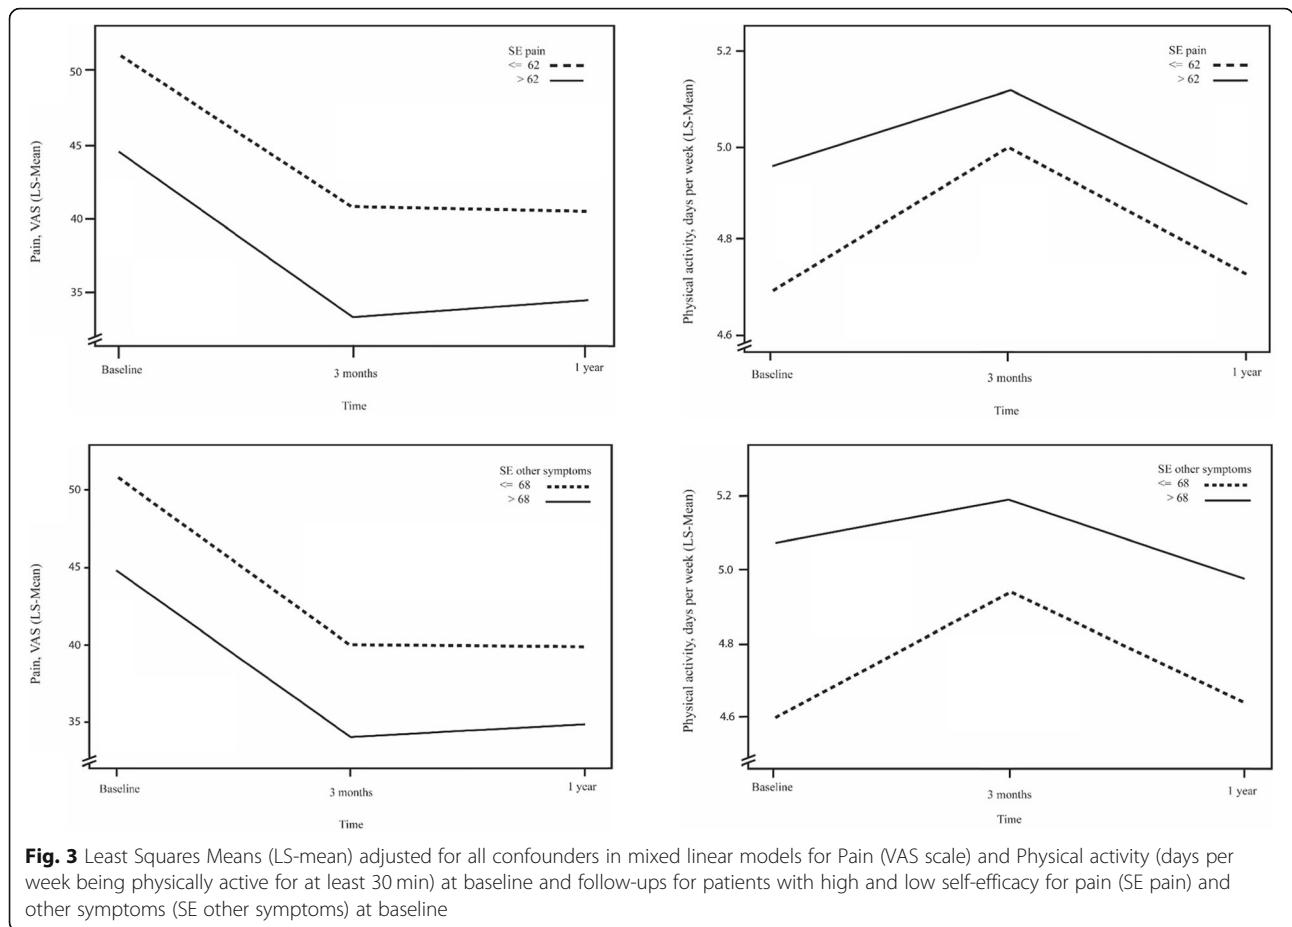 SE pain
<= 62
> 62
50
45
40
35
Pain, VAS (LS-Mean)
Baseline
3 months
1 year
Time
SE pain
<= 62
> 62
5.2
5.0
4.8
4.6
Physical activity, days per week (LS-Mean)
Baseline
3 months
1 year
Time
SE other symptoms
<= 68
> 68
50
45
40
35
Pain, VAS (LS-Mean)
Baseline
3 months
1 year
Time
SE other symptoms
<= 68
> 68
5.2
5.0
4.8
4.6
Physical activity, days per week (LS-Mean)
Baseline
3 months
1 year
Time
Fig. 3 Least Squares Means (LS-mean) adjusted for all confounders in mixed linear models for Pain (VAS scale) and Physical activity (days per
week being physically active for at least 30 min) at baseline and follow-ups for patients with high and low self-efficacy for pain (SE pain) and
other symptoms (SE other symptoms) at baseline